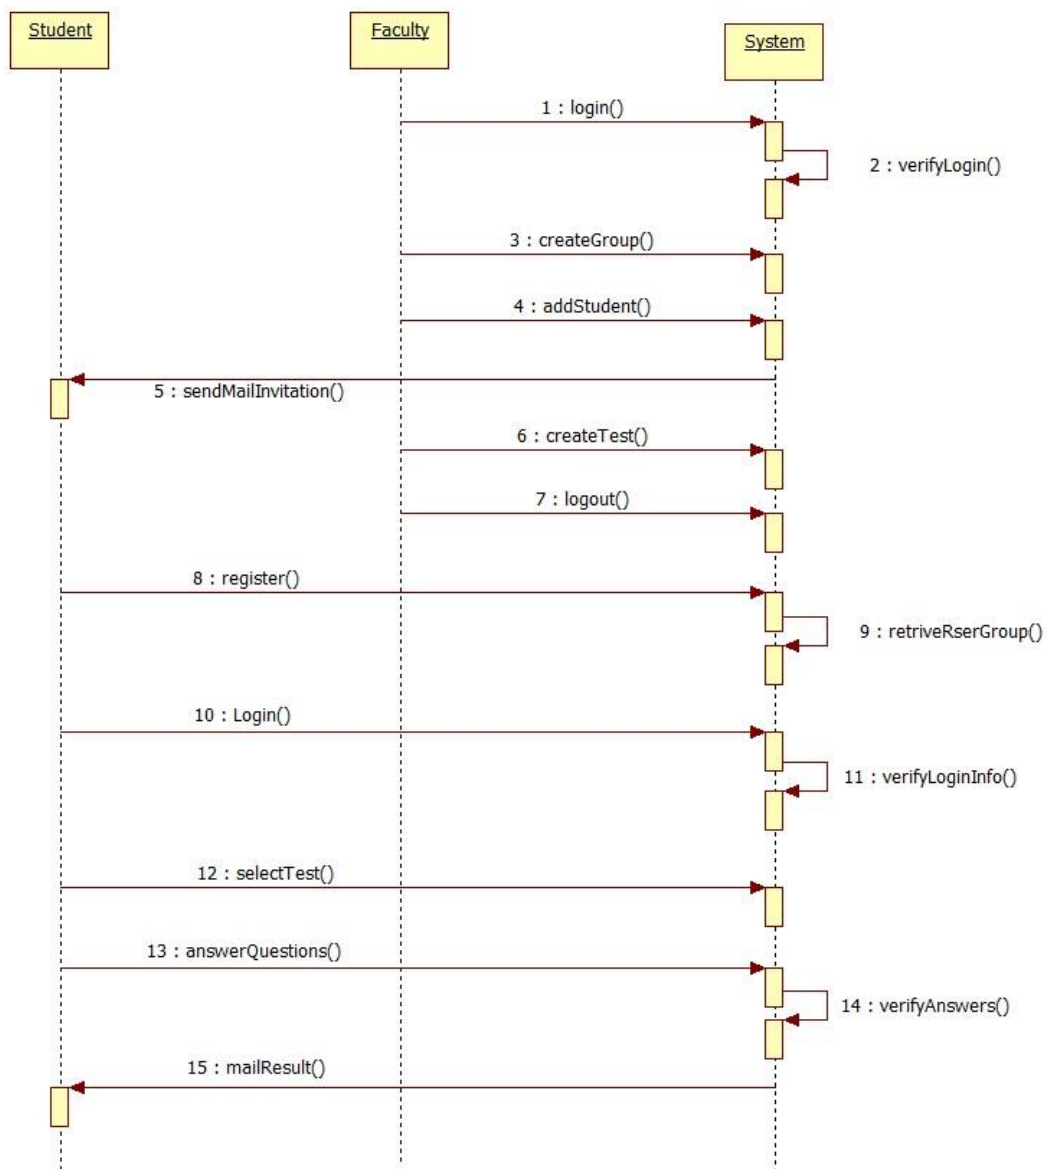 Student
Faculty
System
1 : login()
2 : verifyLogin()
3 : createGroup()
4 : addStudent()
5 : sendMailInvitation()
6 : createTest()
7 : logout()
8 : register()
9 : retriveRserGroup()
10 : Login()
11 : verifyLoginInfo()
12 : selectTest()
13 : answerQuestions()
14 : verifyAnswers()
15 : mailResult()